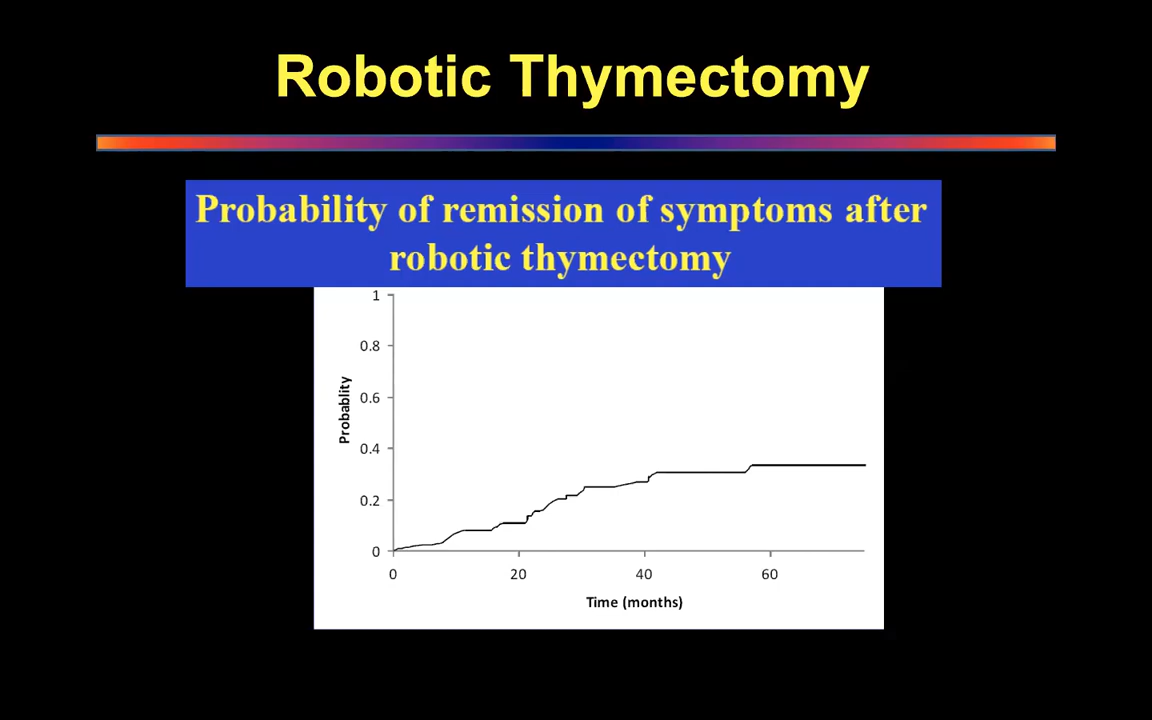 Robotic Thymectomy
Probability of remission of symptoms after
robotic thymectomy
1
0.8
0.6
0.4
0.2
0
Probablity
0 20 40 60
Time (months)